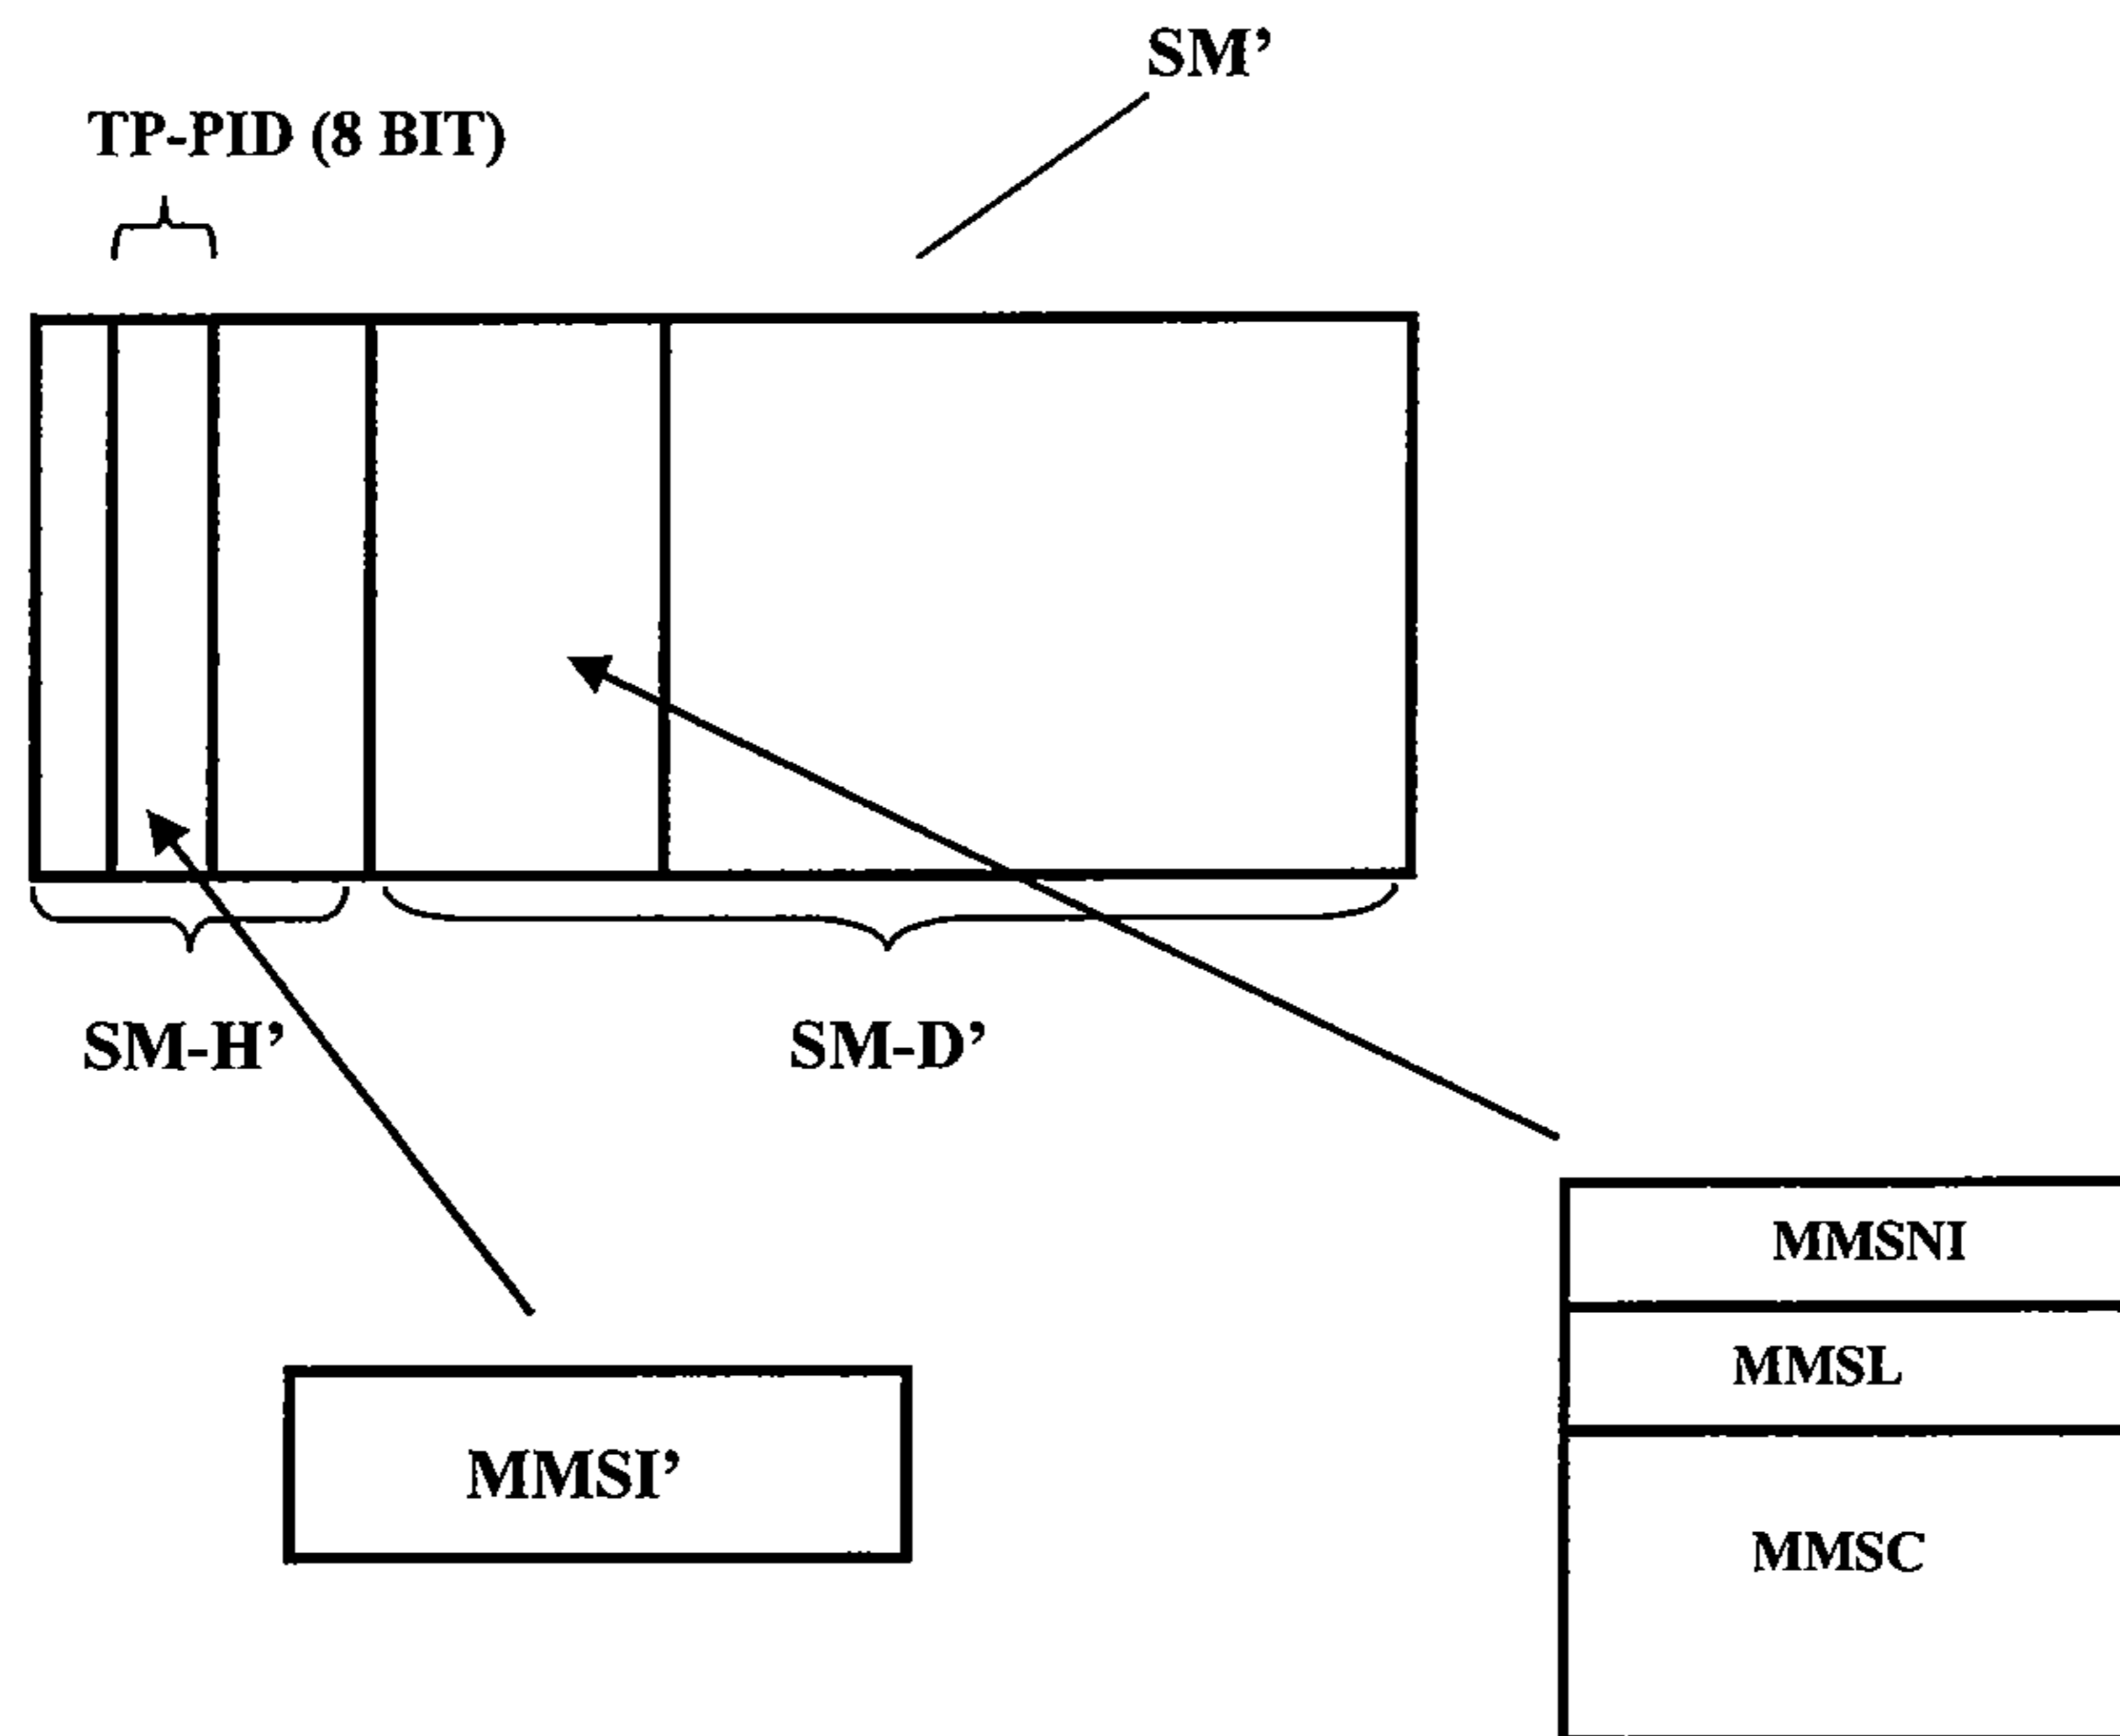 SM’
TP-PID (8 BIT)
SM-H’
SM-D’
MMSNI
MMSL
MMSI’
MMSC